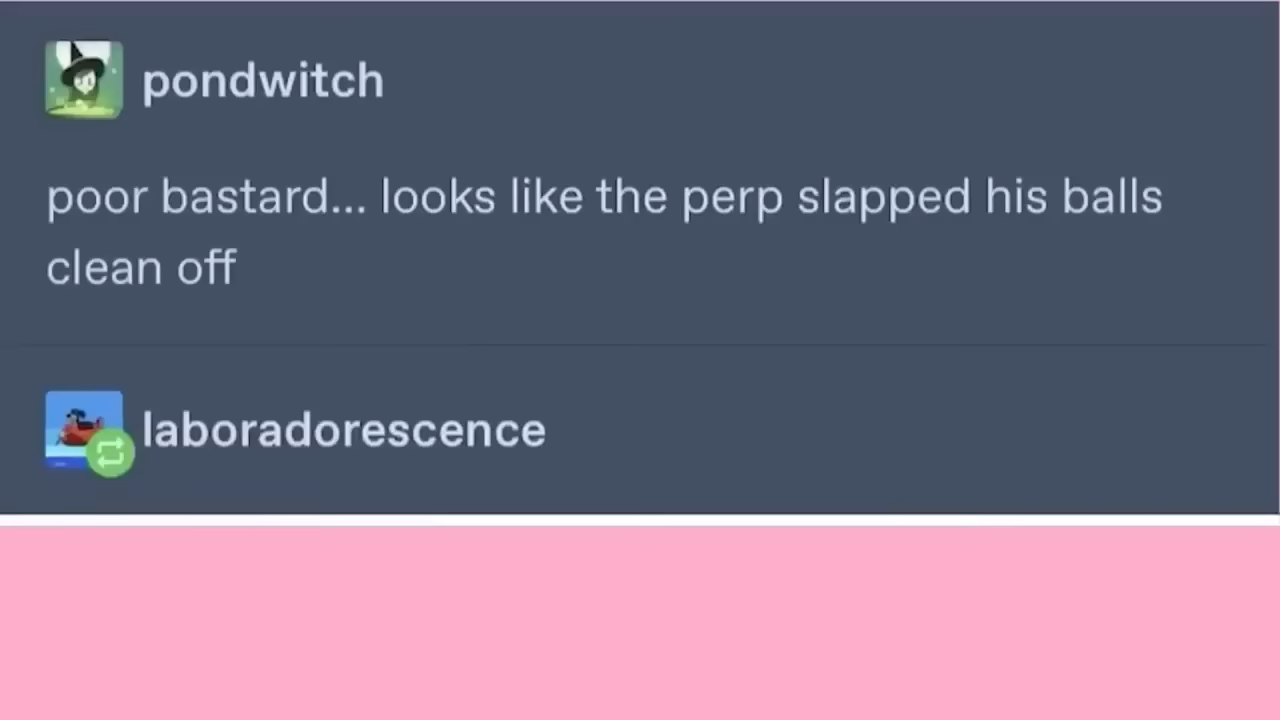 pondwitch
poor bastard... looks like the perp slapped his balls
clean off
laboradorescence